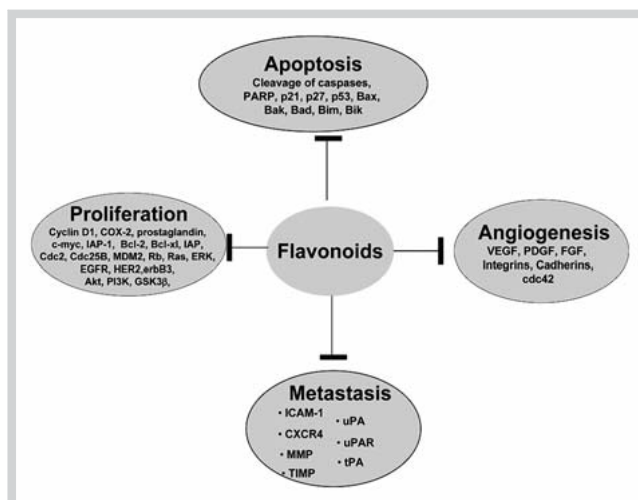 Apoptosis
Cleavage of caspases,
PARP, p21, p27, p53, Bax,
Bak, Bad, Bim, Bik
Proliferation
Cyclin D1, COX-2, prostaglandin,
c-myc, IAP-1, Bcl-2, Bcl-xl, IAP,
Cdc2, Cdc25B, MDM2, Rb, Ras, ERK,
EGFR, HER2,erbB3,
Akt, PI3K, GSK3β,
Flavonoids
Angiogenesis
VEGF, PDGF, FGF,
Integrins, Cadherins,
cdc42
Metastasis
• ICAM-1
• CXCR4
• MMP
• TIMP
• uPA
• uPAR
• tPA